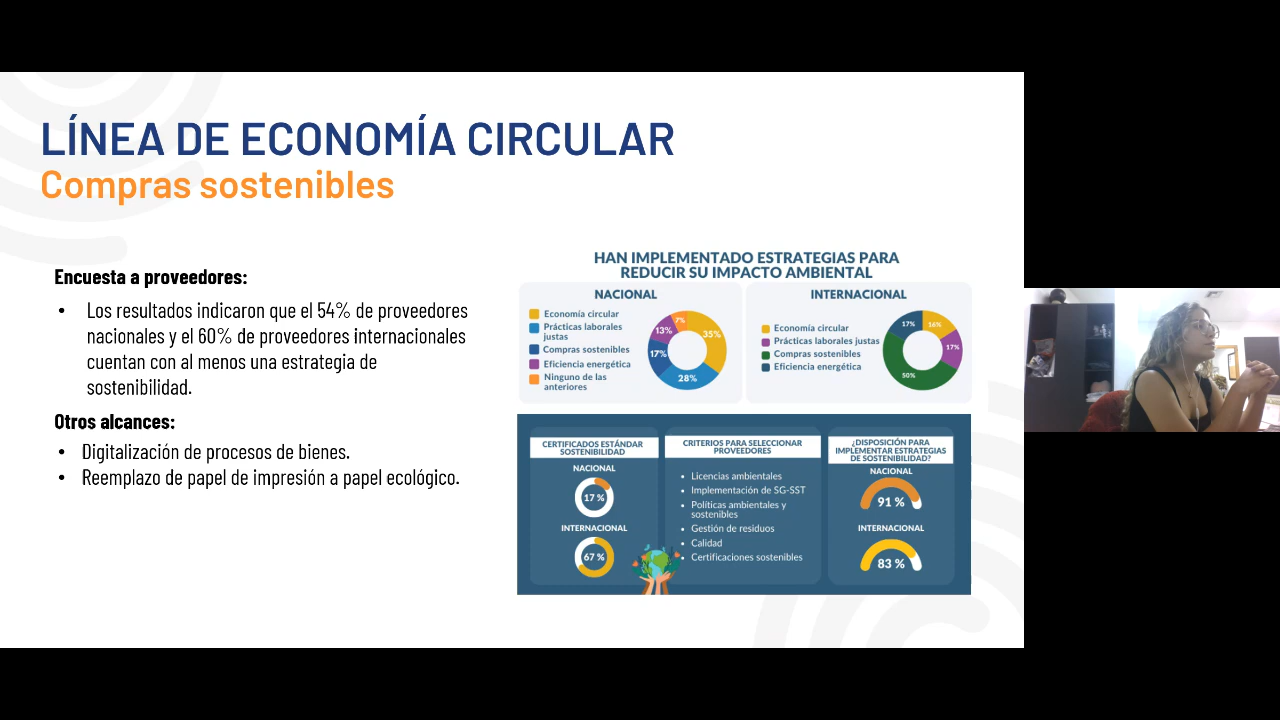 LÍNEA DE ECONOMÍA CIRCULAR
Compras sostenibles
Encuesta a proveedores:
• Los resultados indicaron que el 54% de proveedores
nacionales y el 60% de proveedores internacionales
cuentan con al menos una estrategia de
sostenibilidad.
Otros alcances:
• Digitalización de procesos de bienes.
• Reemplazo de papel de impresión a papel ecológico.
HAN IMPLEMENTADO ESTRATEGIAS PARA
REDUCIR SU IMPACTO AMBIENTAL
NACIONAL
Economía circular
Prácticas laborales
justas
Compras sostenibles
Eficiencia energética
Ninguno de las
anteriores
7%
13%
35%
17%
28%
INTERNACIONAL
Economía circular
Prácticas laborales justas
Compras sostenibles
Eficiencia energética
17%
16%
17%
50%
CERTIFICADOS ESTÁNDAR
SOSTENIBILIDAD
NACIONAL
17 %
INTERNACIONAL
67 %
CRITERIOS PARA SELECCIONAR
PROVEEDORES
• Licencias ambientales
• Implementación de SG-SST
• Políticas ambientales y
sostenibles
• Gestión de residuos
• Calidad
• Certificaciones sostenibles
¿DISPOSICIÓN PARA
IMPLEMENTAR ESTRATEGIAS
DE SOSTENIBILIDAD?
NACIONAL
91 %
INTERNACIONAL
83 %